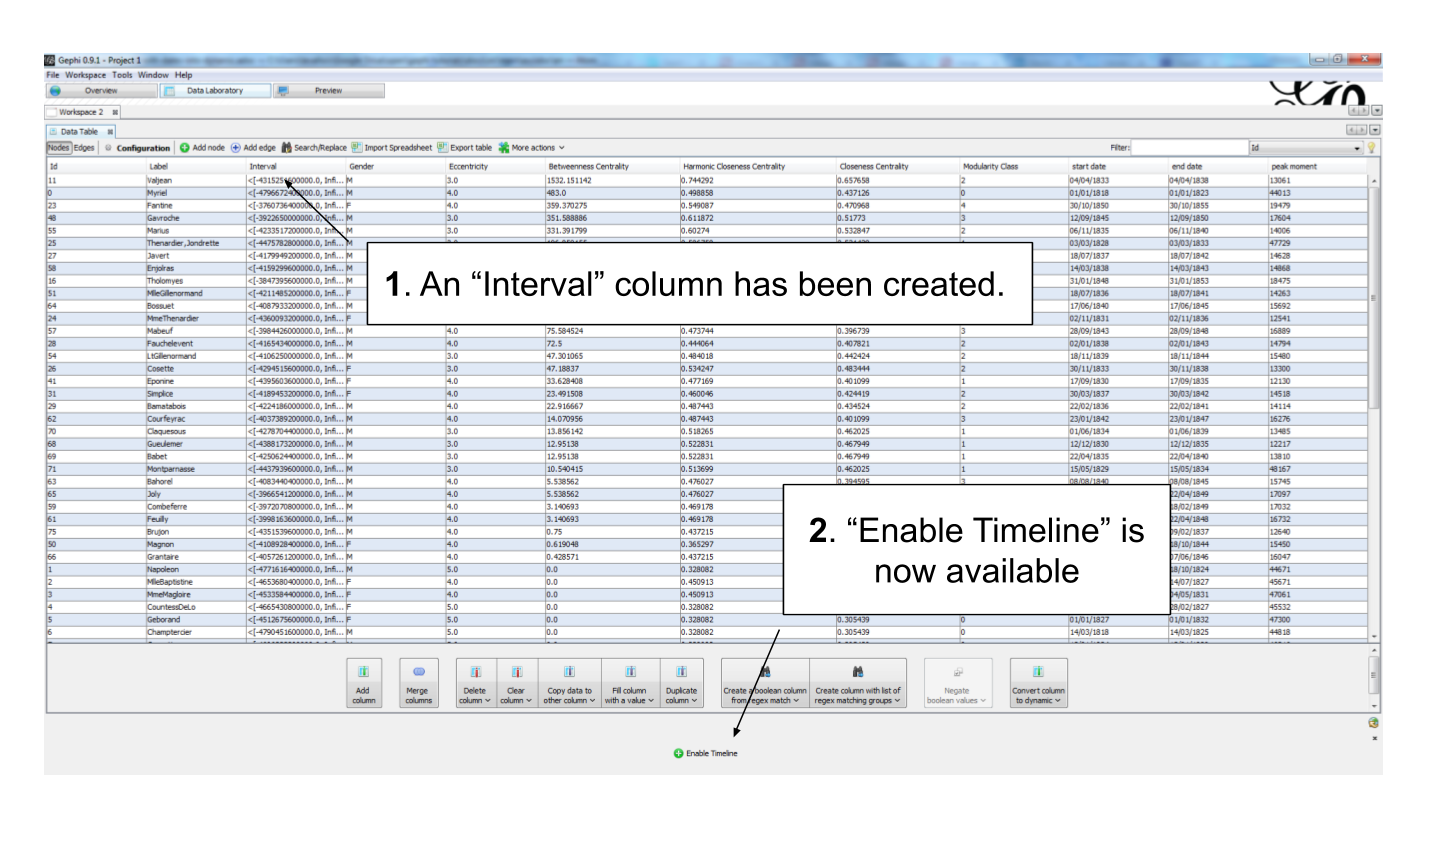 Gephi 0.9.1 - Project 1
File Workspace Tools Window Help
Overview Data Laboratory Preview
Workspace 2
Data Table
Nodes Edges Configuration Add node Add edge Search/Replace Import Spreadsheet Export table More actions Filter: Id
Id Label Interval Gender Eccentricity Betweenness Centrality Harmonic Closeness Centrality Closeness Centrality Modularity Class start date end date peak moment
11 Valjean <[-4315251600000.0, Infi... M 3.0 1532.151142 0.744292 0.657658 2 04/04/1833 04/04/1838 13061
0 Myriel M 4.0 483.0 0.498858 0.437126 0 01/01/1818 01/01/1823 44013
23 Fantine <[-3760736400000.0, Infi... F 4.0 359.370275 0.549087 0.470968 4 30/10/1850 30/10/1855 19479
48 Gavroche <[-3922650000000.0, Infi... M 3.0 351.588886 0.611872 0.51773 3 12/09/1845 12/09/1850 17604
55 Marius <[-4233517200000.0, Infi... M 3.0 331.391799 0.60274 0.532847 2 06/11/1835 06/11/1840 14006
25 Thenardier,Jondrette <[-4475782800000.0, Infi... M 03/03/1828 03/03/1833 47729
27 Javert <[-4179949200000.0, Infi... M 18/07/1837 18/07/1842 14628
58 Enjolras <[-4159299600000.0, Infi... M 14/03/1838 14/03/1843 14868
16 Tholomyes <[-3847395600000.0, Infi... M 31/01/1848 31/01/1853 18475
51 MlleGillenormand <[-4211485200000.0, Infi... F 18/07/1836 18/07/1841 14263
64 Bossuet <[-4087933200000.0, Infi... M 17/06/1840 17/06/1845 15692
24 MmeThenardier <[-4360093200000.0, Infi... F 02/11/1831 02/11/1836 12541
1. An “Interval” column has been created.
57 Mabeuf <[-3984426000000.0, Infi... M 4.0 75.584524 0.473744 0.396739 3 28/09/1843 28/09/1848 16889
28 Fauchelevent <[-4165434000000.0, Infi... M 4.0 72.5 0.444064 0.407821 2 02/01/1838 02/01/1843 14794
54 LtGillenormand <[-4106250000000.0, Infi... M 3.0 47.301065 0.484018 0.442424 2 18/11/1839 18/11/1844 15480
26 Cosette <[-4294515600000.0, Infi... F 3.0 47.18837 0.534247 0.483444 2 30/11/1833 30/11/1838 13300
41 Eponine <[-4395603600000.0, Infi... F 4.0 33.628408 0.477169 0.401099 1 17/09/1830 17/09/1835 12130
31 Simplice <[-4189453200000.0, Infi... F 4.0 23.491508 0.460046 0.424419 2 30/03/1837 30/03/1842 14518
29 Bamatabois <[-4224186000000.0, Infi... M 4.0 22.916667 0.487443 0.434524 2 22/02/1836 22/02/1841 14114
62 Courfeyrac <[-4037389200000.0, Infi... M 4.0 14.070956 0.487443 0.401099 3 23/01/1842 23/01/1847 16276
70 Claquesous <[-4278704400000.0, Infi... M 3.0 13.856142 0.518265 0.462025 1 01/06/1834 01/06/1839 13485
68 Gueulemer <[-4388173200000.0, Infi... M 3.0 12.95138 0.522831 0.467949 1 12/12/1830 12/12/1835 12217
69 Babet <[-4250624400000.0, Infi... M 3.0 12.95138 0.522831 0.467949 1 22/04/1835 22/04/1840 13810
71 Montparnasse <[-4437939600000.0, Infi... M 3.0 10.540415 0.513699 0.462025 1 15/05/1829 15/05/1834 48167
63 Bahorel <[-4083440400000.0, Infi... M 4.0 5.538562 0.476027 0.394595 3 08/08/1840 08/08/1845 15745
65 Joly <[-3966541200000.0, Infi... M 4.0 5.538562 0.476027 22/04/1849 17097
59 Combeferre <[-3972070800000.0, Infi... M 4.0 3.140693 0.469178 18/02/1849 17032
61 Feuilly <[-3998163600000.0, Infi... M 4.0 3.140693 0.469178 22/04/1848 16732
75 Brujon <[-4351539600000.0, Infi... M 4.0 0.75 0.437215 09/02/1837 12640
50 Magnon <[-4108928400000.0, Infi... F 4.0 0.619048 0.365297 18/10/1844 15450
66 Grantaire <[-4057261200000.0, Infi... M 4.0 0.428571 0.437215 07/06/1846 16047
1 Napoleon <[-4771616400000.0, Infi... M 5.0 0.0 0.328082 18/10/1824 44671
2 MlleBaptistine <[-4653680400000.0, Infi... F 4.0 0.0 0.450913 14/07/1827 45671
3 MmeMagloire <[-4533584400000.0, Infi... F 4.0 0.0 0.450913 04/05/1831 47061
4 CountessDeLo <[-4665430800000.0, Infi... F 5.0 0.0 0.328082 28/02/1827 45532
5 Geborand <[-4512675600000.0, Infi... F 5.0 0.0 0.328082 0.305439 0 01/01/1827 01/01/1832 47300
6 Champtercier <[-4790451600000.0, Infi... M 5.0 0.0 0.328082 0.305439 0 14/03/1818 14/03/1825 44818
2. “Enable Timeline” is
now available
Add column
Merge columns
Delete column
Clear column
Copy data to other column
Fill column with a value
Duplicate column
Create a boolean column from regex match
Create column with list of regex matching groups
Negate boolean values
Convert column to dynamic
Enable Timeline